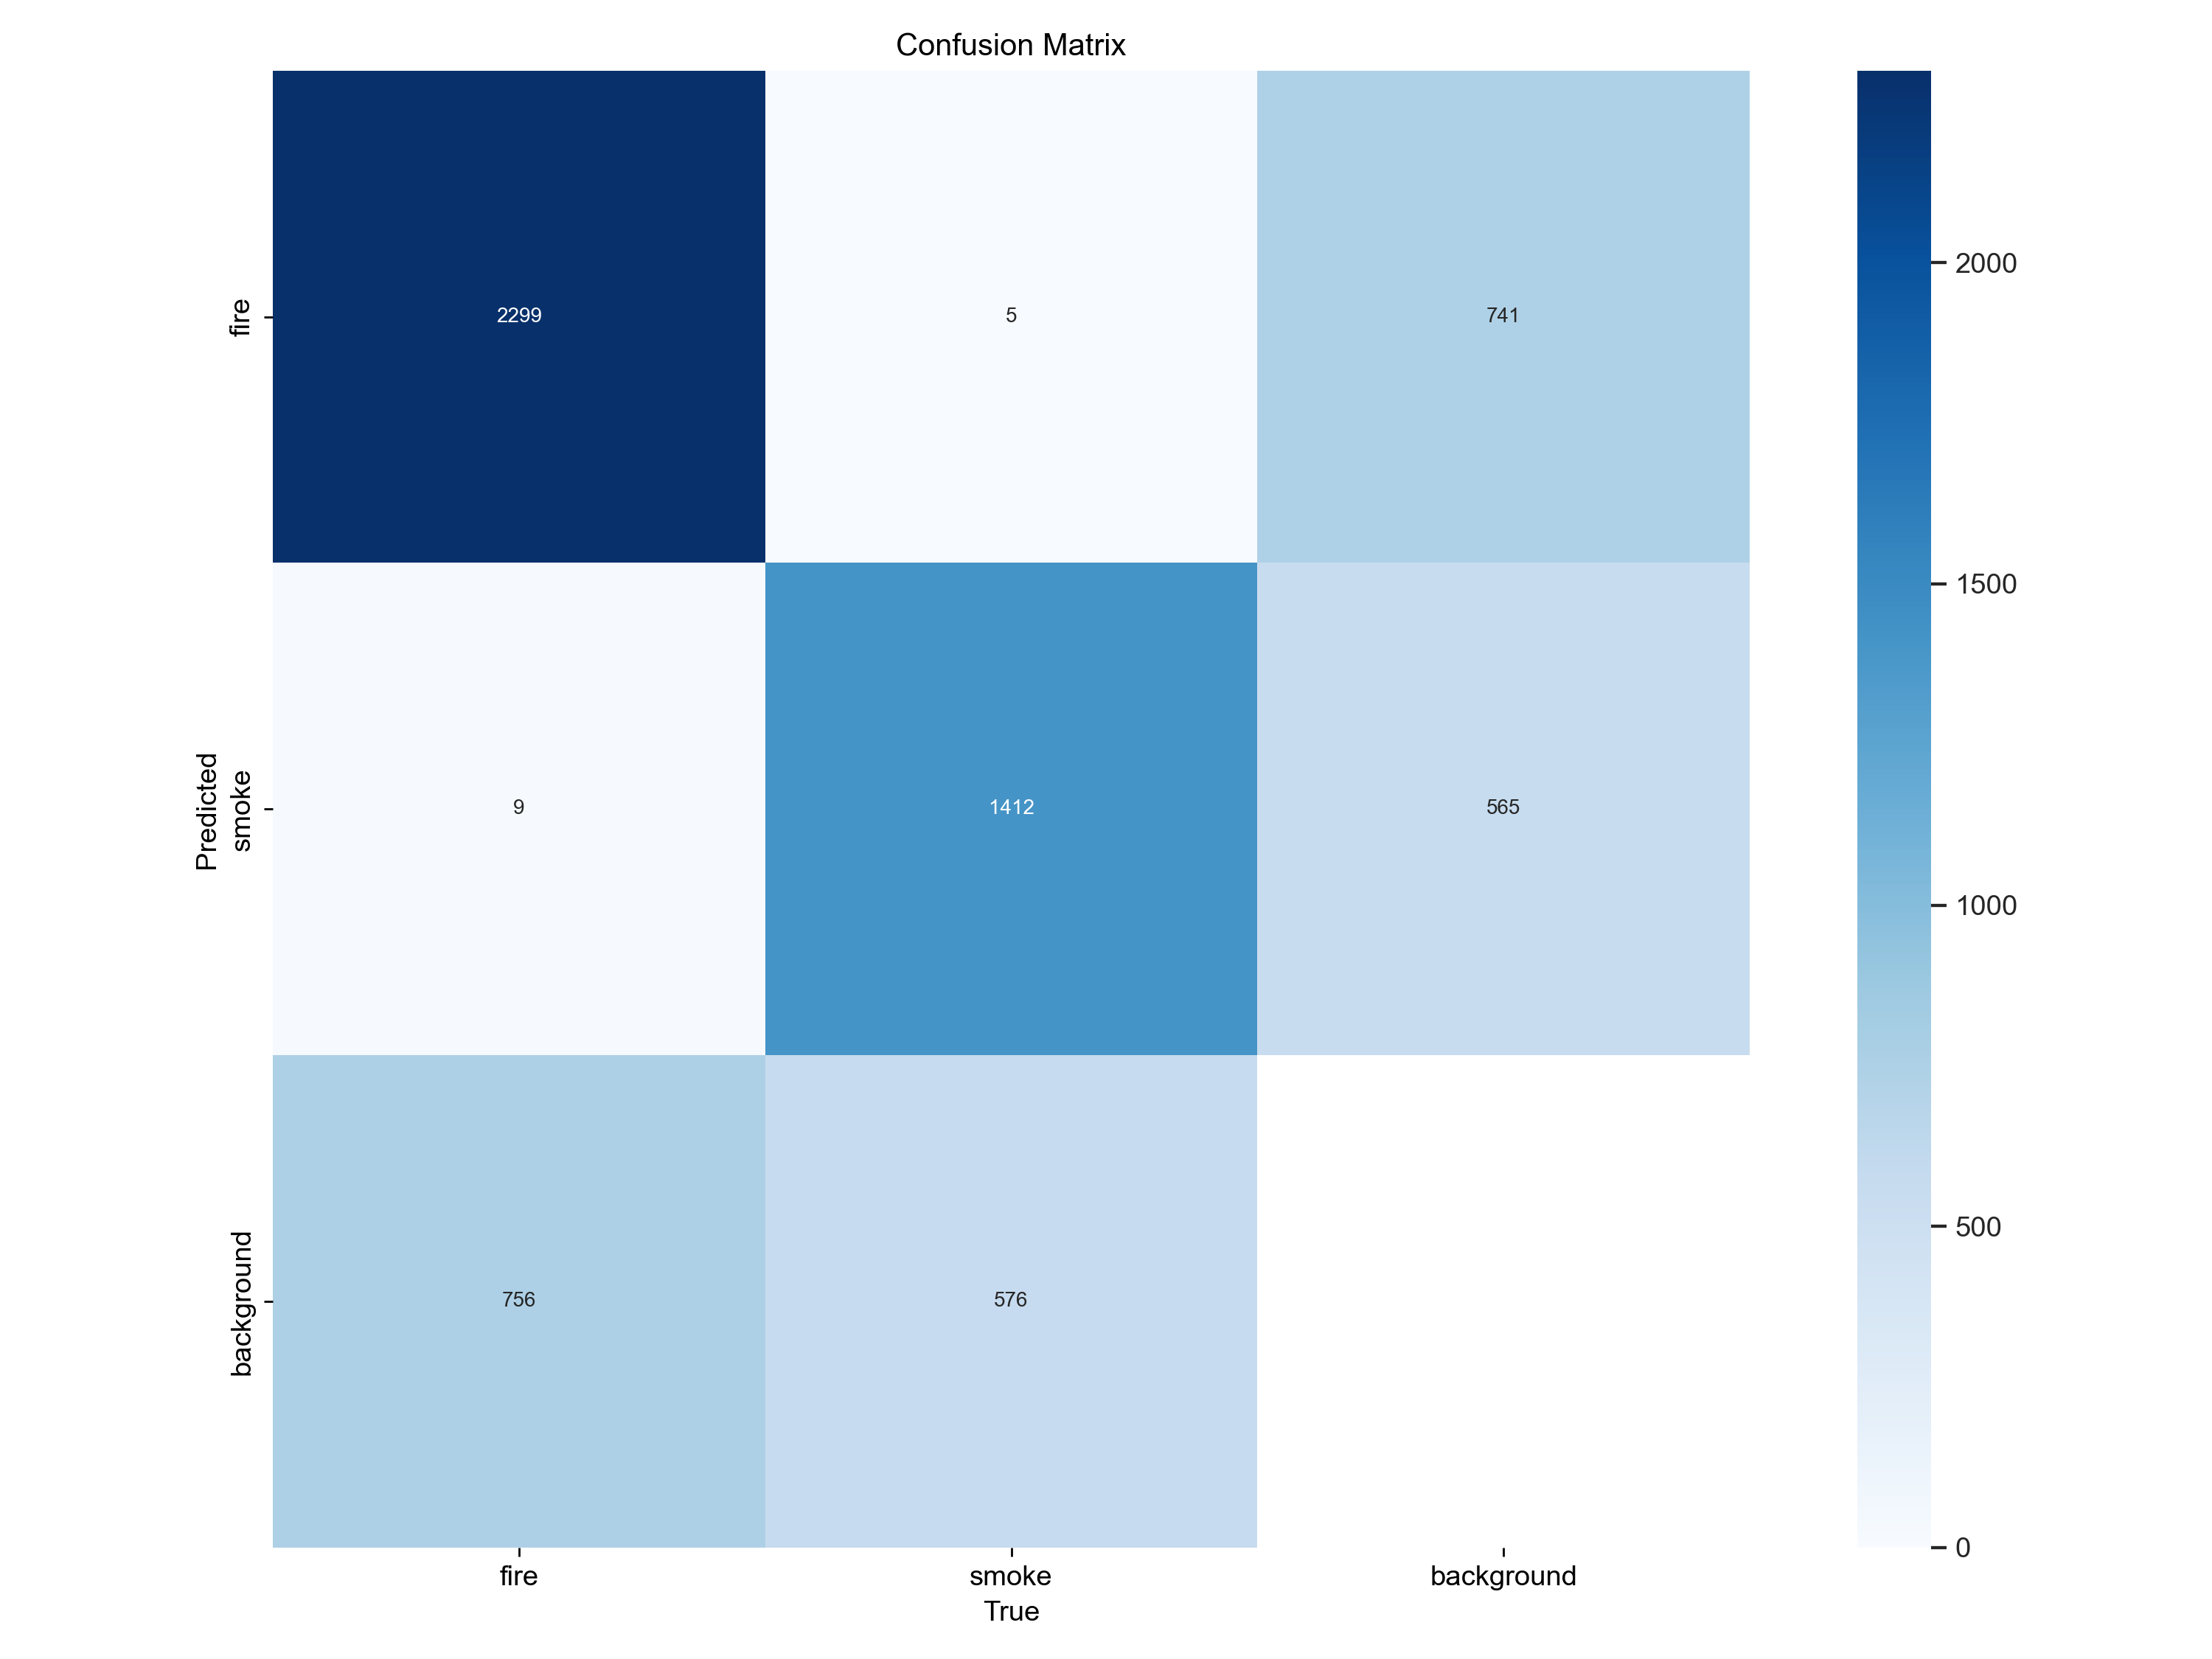 Confusion Matrix
fire
2299
5
741
Predicted
smoke
9
1412
565
background
756
576
fire
smoke
background
True
2000
1500
1000
500
0